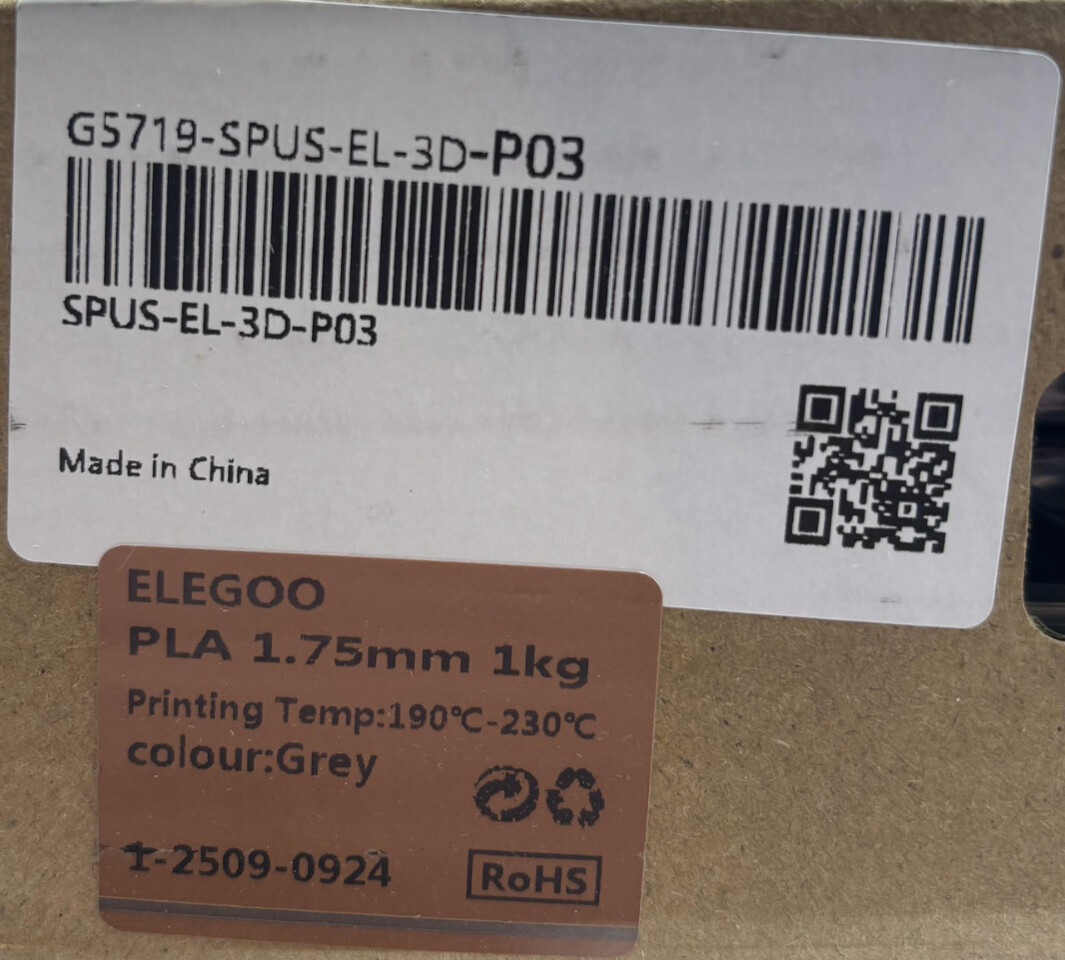 G5719-SPUS-EL-3D-P03
SPUS-EL-3D-P03
Made in China
ELEGOO
PLA 1.75mm 1kg
Printing Temp:190℃-230℃
colour:Grey
1-2509-0924
RoHS